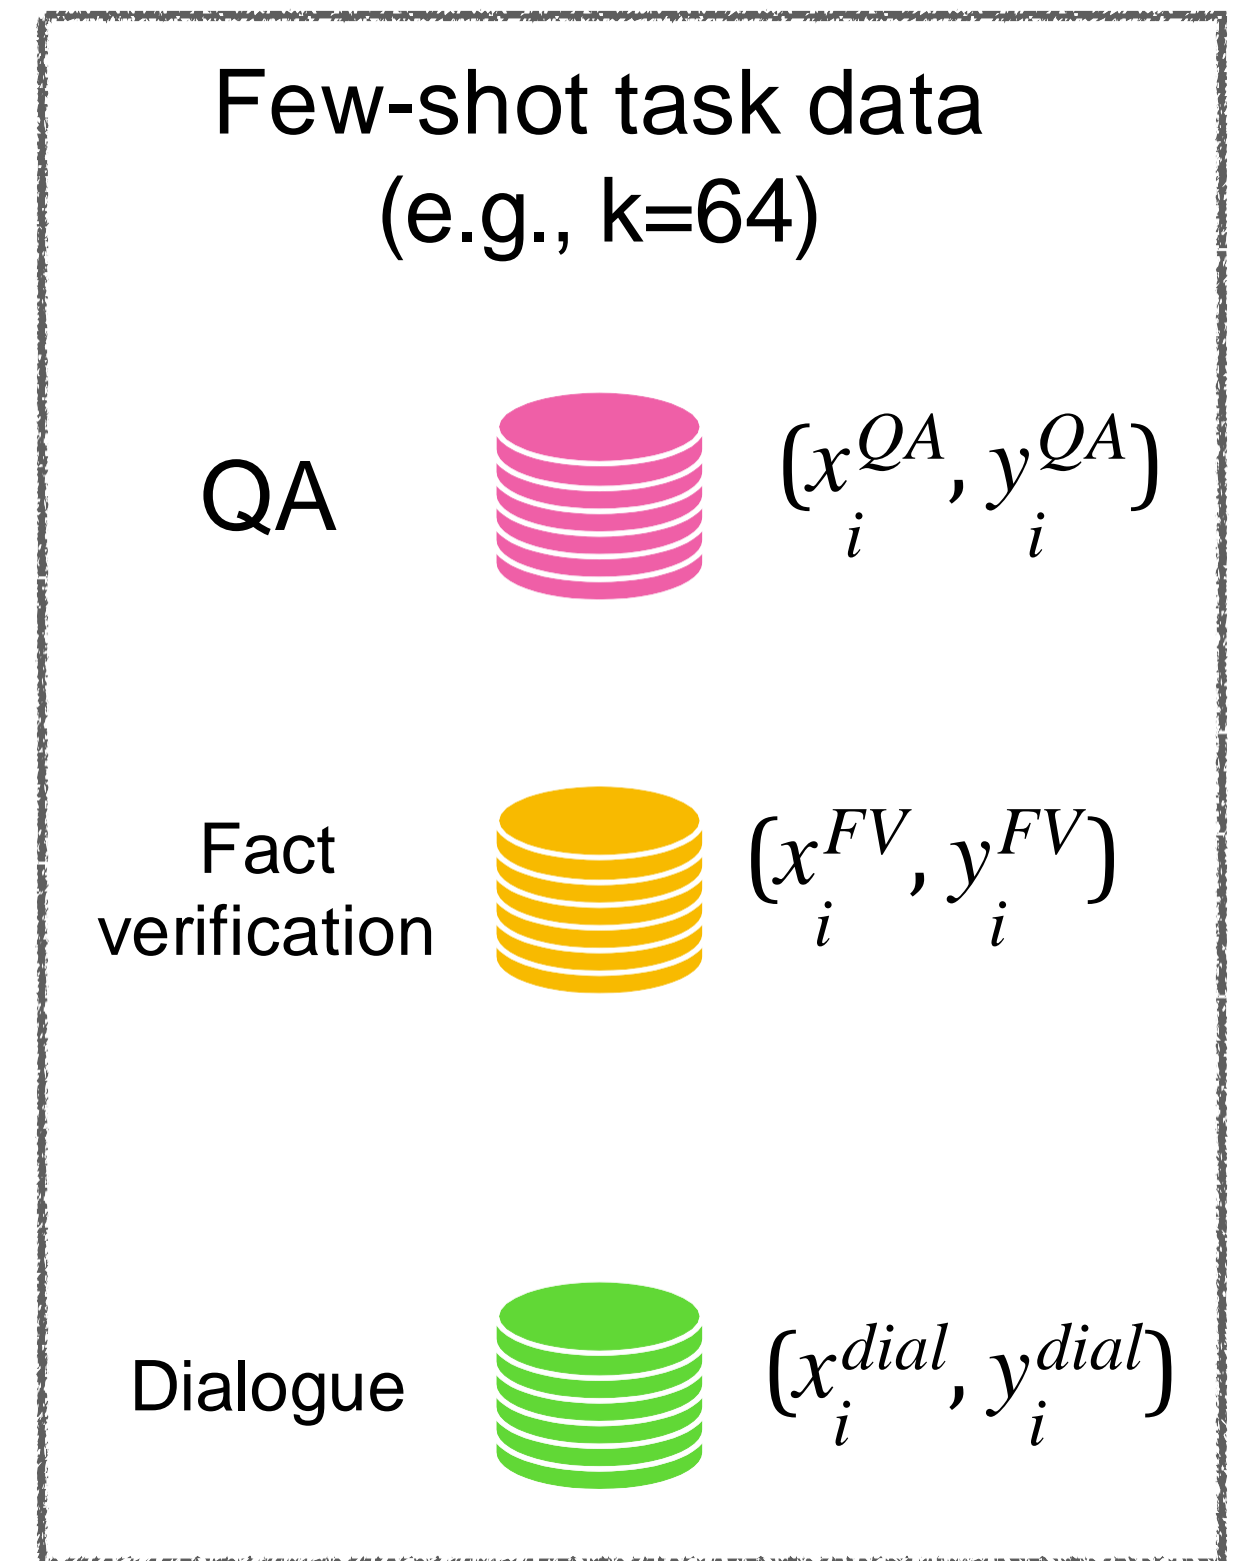 Few-shot task data
(e.g., k=64)
QA
(x_i^{QA}, y_i^{QA})
Fact
verification
(x_i^{FV}, y_i^{FV})
Dialogue
(x_i^{dial}, y_i^{dial})